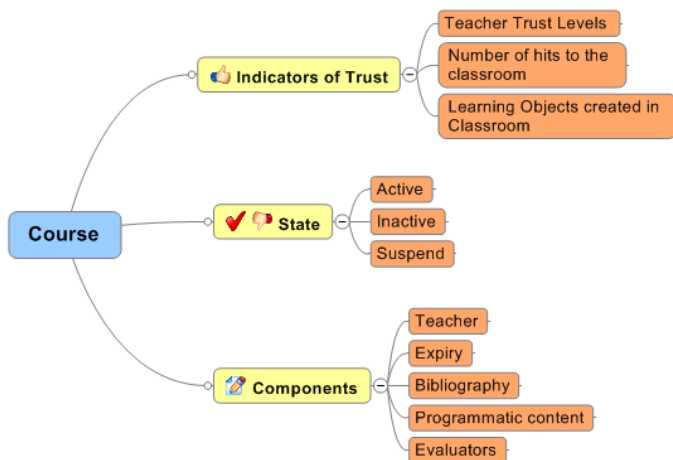 Course
Indicators of Trust
Teacher Trust Levels
Number of hits to the
classroom
Learning Objects created in
Classroom
State
Active
Inactive
Suspend
Components
Teacher
Expiry
Bibliography
Programmatic content
Evaluators